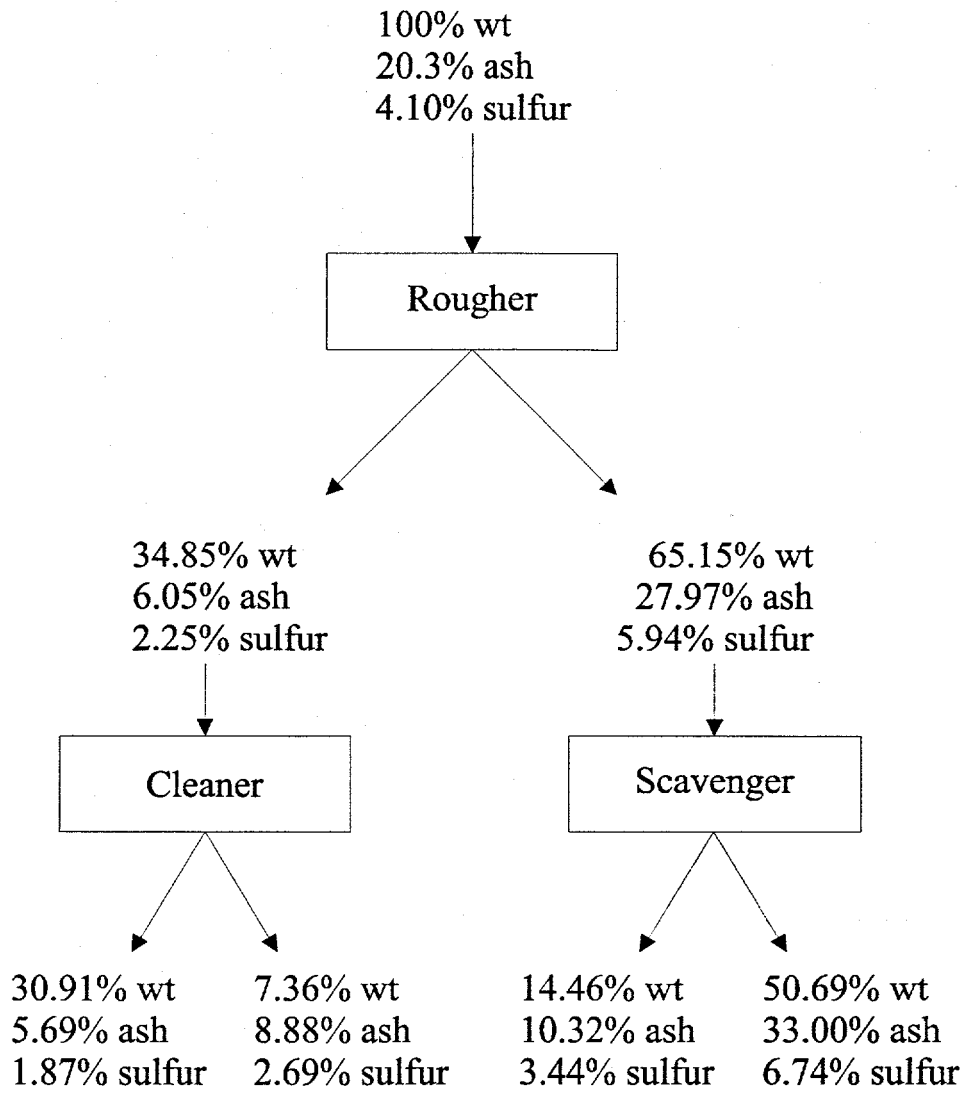 100% wt
20.3% ash
4.10% sulfur
Rougher
34.85% wt
6.05% ash
2.25% sulfur
65.15% wt
27.97% ash
5.94% sulfur
Cleaner
Scavenger
30.91% wt
5.69% ash
1.87% sulfur
7.36% wt
8.88% ash
2.69% sulfur
14.46% wt
10.32% ash
3.44% sulfur
50.69% wt
33.00% ash
6.74% sulfur